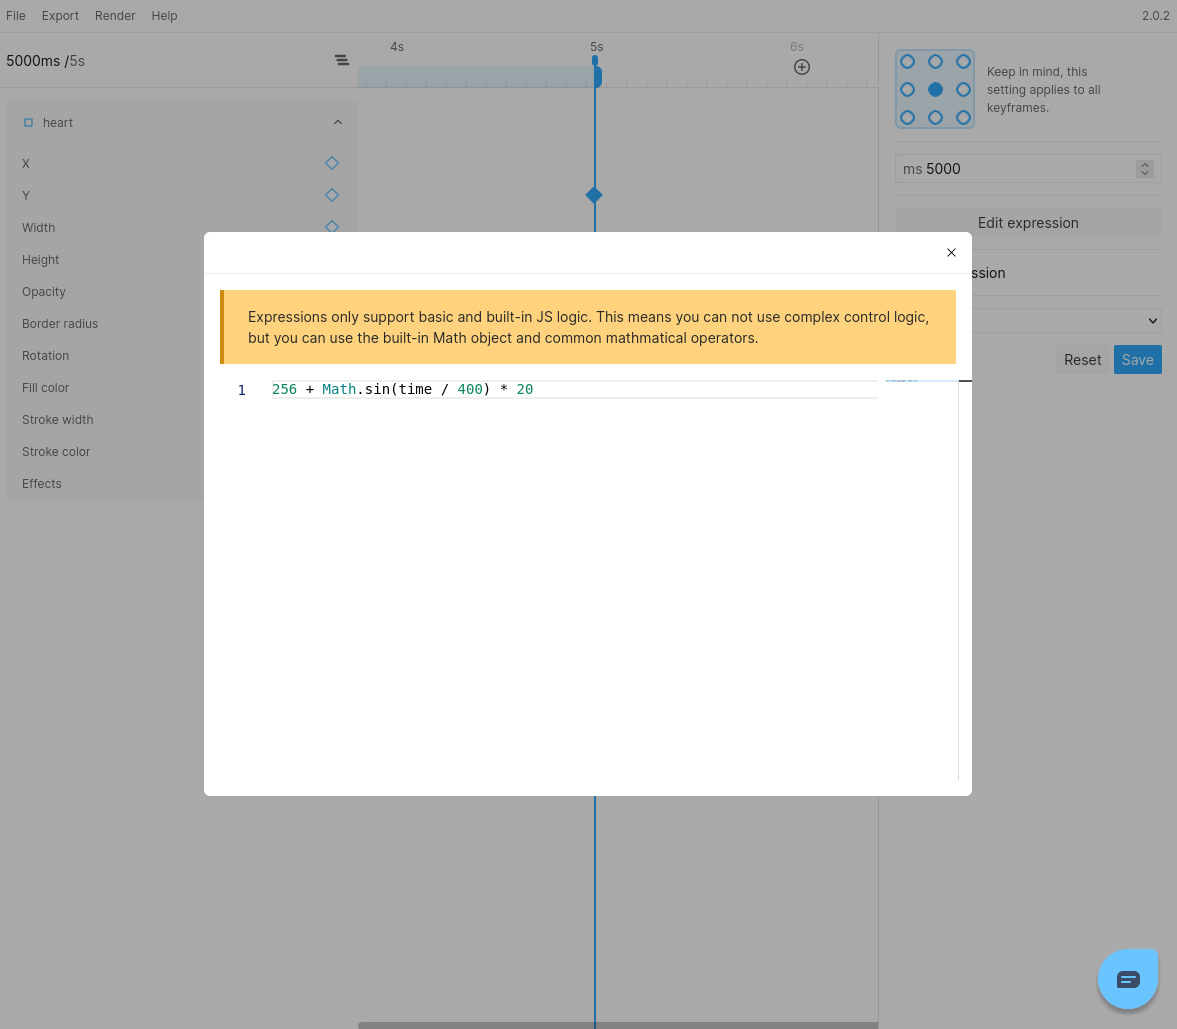 File Export Render Help 2.0.2
5000ms /5s
4s 5s 6s
heart
X
Y
Width
Height
Opacity
Border radius
Rotation
Fill color
Stroke width
Stroke color
Effects
Keep in mind, this
setting applies to all
keyframes.
ms 5000
Edit expression
ssion
Reset Save
Expressions only support basic and built-in JS logic. This means you can not use complex control logic,
but you can use the built-in Math object and common mathmatical operators.
1 256 + Math.sin(time / 400) * 20